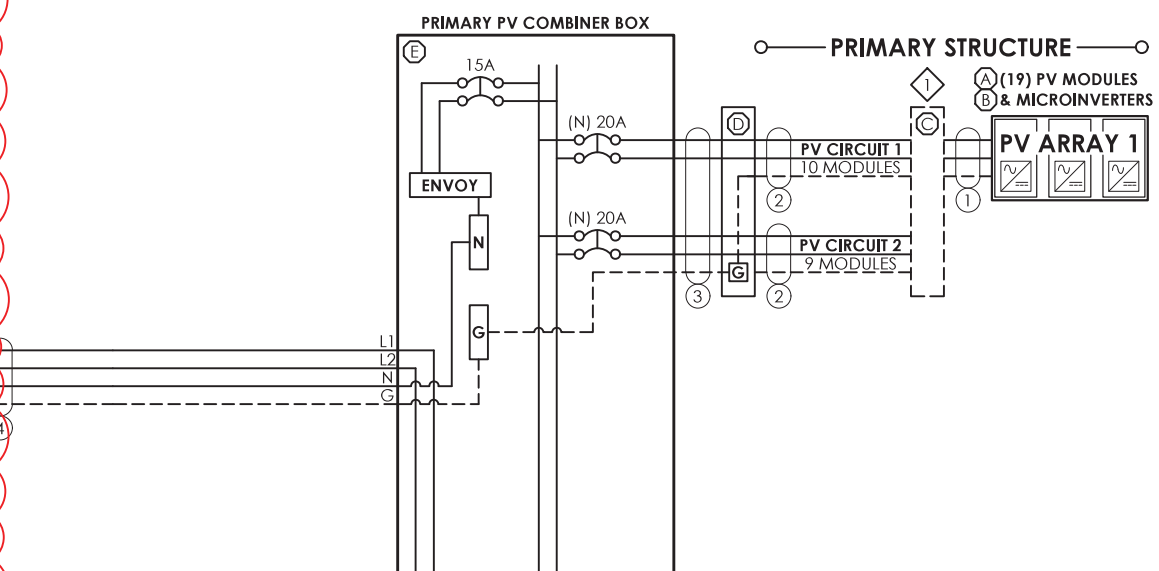 PRIMARY PV COMBINER BOX
E
15A
ENVOY
N
G
(N) 20A
(N) 20A
L1
L2
N
G
3
D
G
PRIMARY STRUCTURE
1
A (19) PV MODULES
B & MICROINVERTERS
C
PV CIRCUIT 1
10 MODULES
2
PV CIRCUIT 2
9 MODULES
2
1
PV ARRAY 1